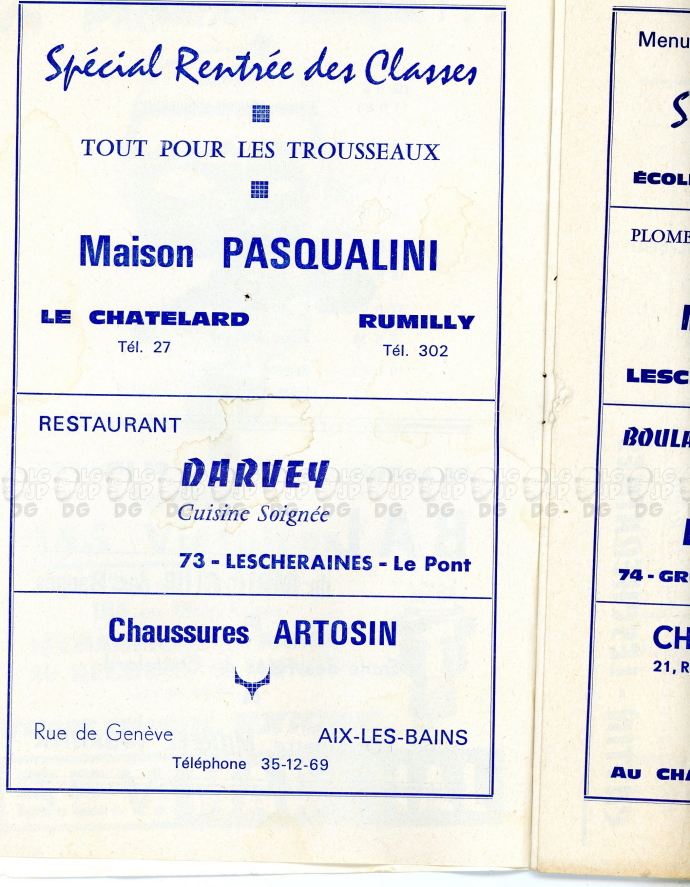 Spécial Rentrée des Classes
TOUT POUR LES TROUSSEAUX
Maison PASQUALINI
LE CHATELARD
Tél. 27
RUMILLY
Tél. 302
RESTAURANT
DARVEY
Cuisine Soignée
73 - LESCHERAINES - Le Pont
Chaussures ARTOSIN
Rue de Genève
AIX-LES-BAINS
Téléphone 35-12-69
Menu
S
ÉCOL
PLOMB
LESC
BOULA
74 - GR
CH
21, R
AU CHA